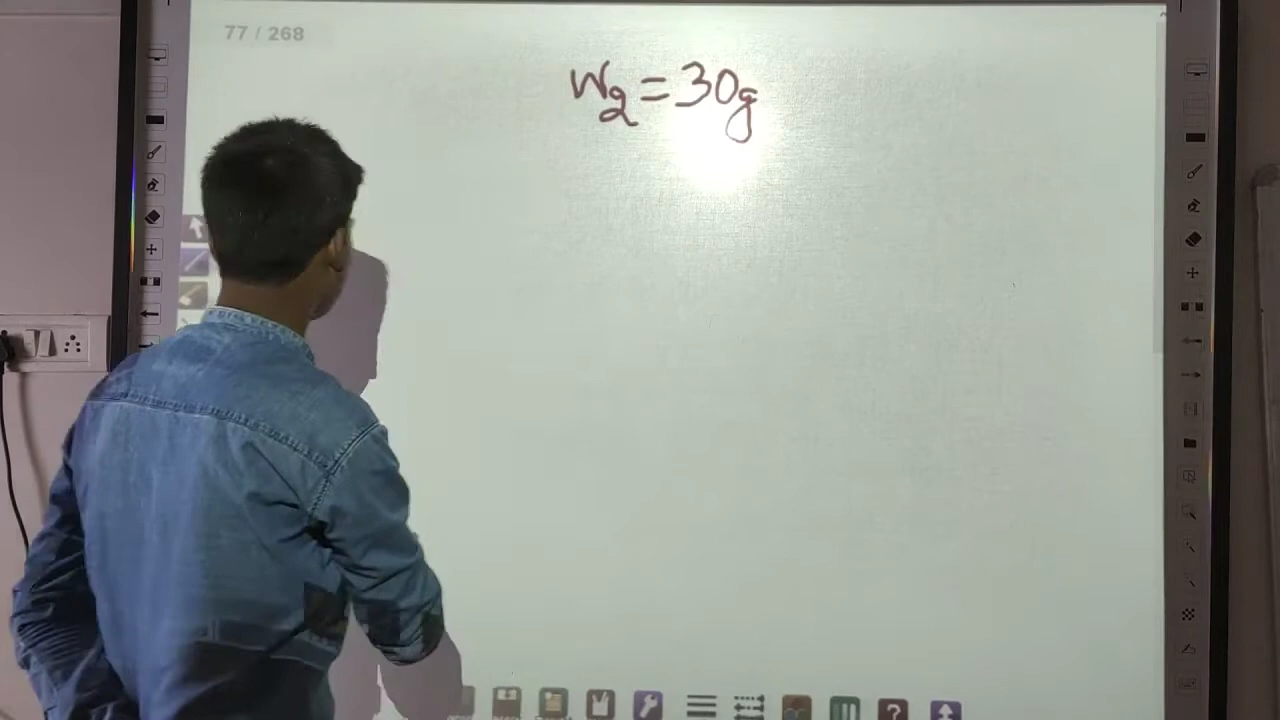 77 / 268
W₂ = 30g